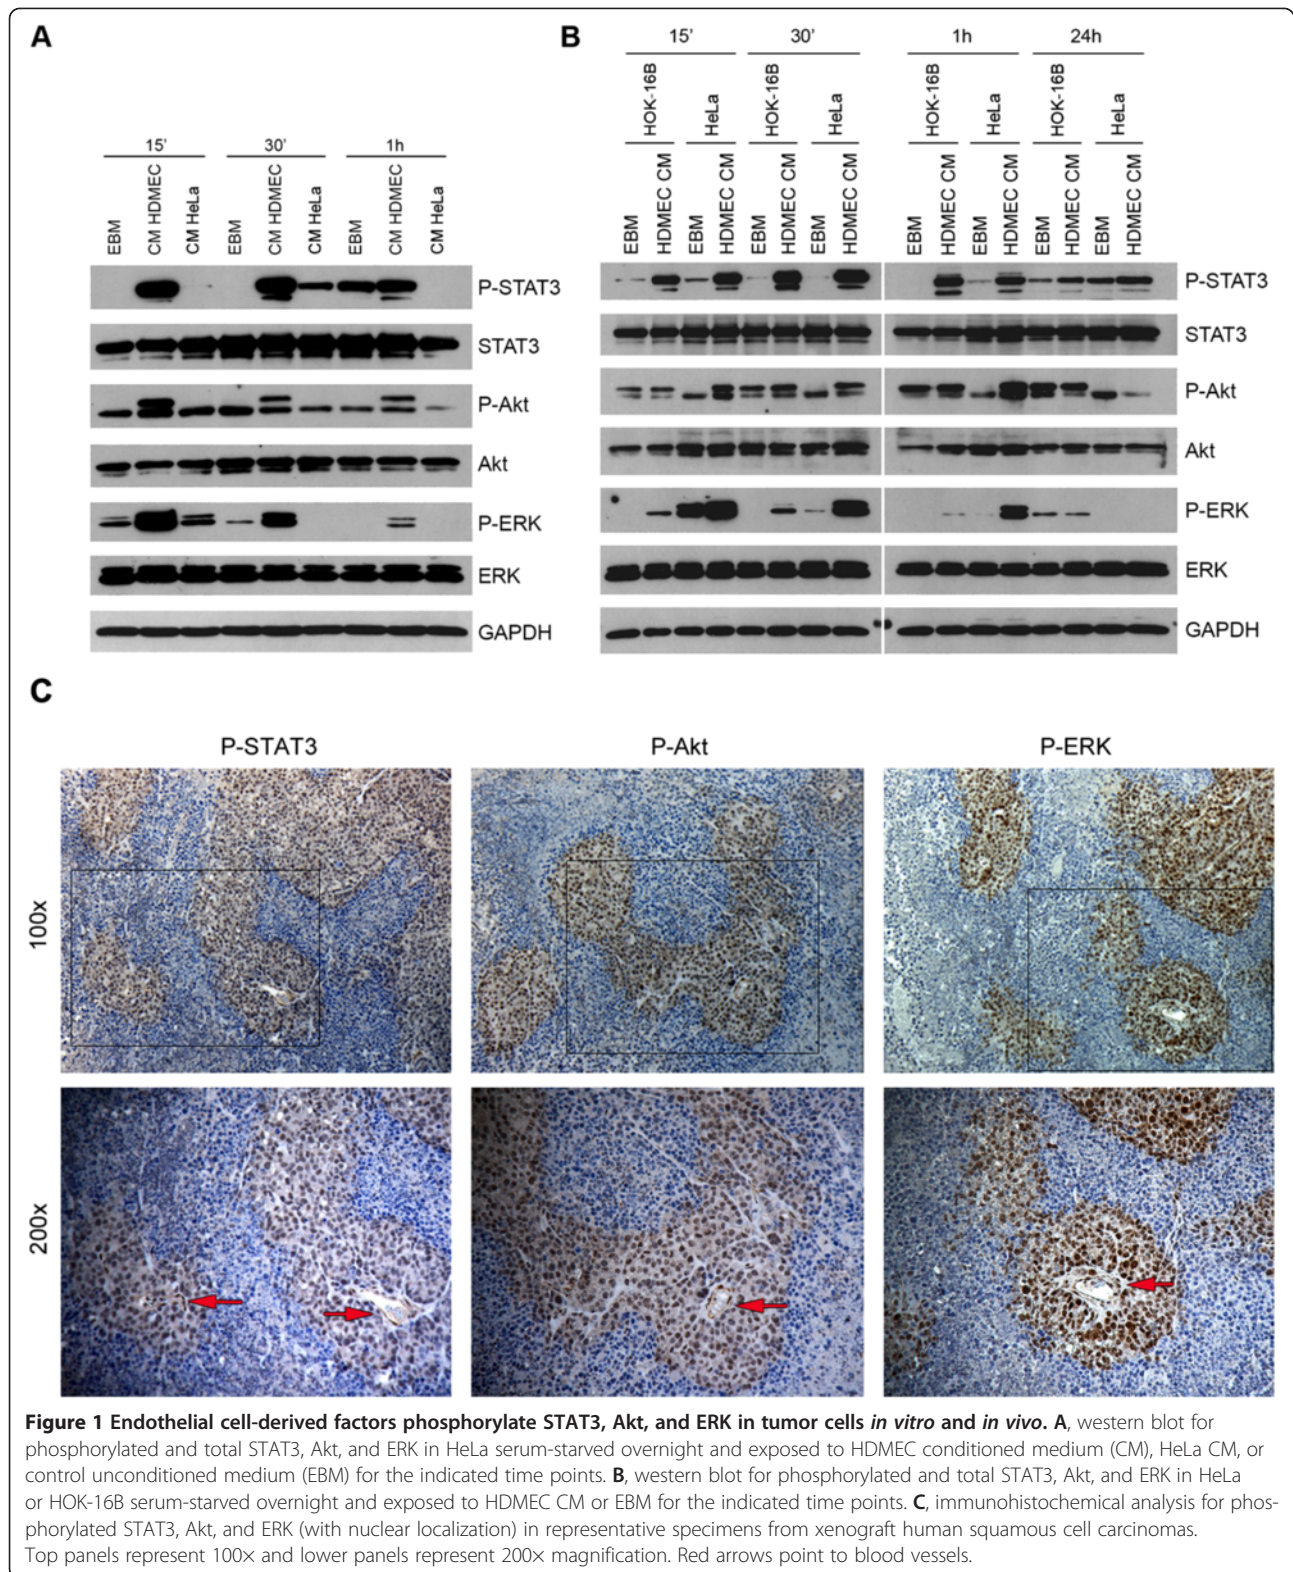 A
15' 30' 1h
EBM CM HDMEC CM HeLa EBM CM HDMEC CM HeLa EBM CM HDMEC CM HeLa
P-STAT3
STAT3
P-Akt
Akt
P-ERK
ERK
GAPDH
B
15' 30' 1h 24h
HOK-16B HeLa HOK-16B HeLa HOK-16B HeLa HOK-16B HeLa
EBM HDMEC CM EBM HDMEC CM EBM HDMEC CM EBM HDMEC CM EBM HDMEC CM EBM HDMEC CM EBM HDMEC CM EBM HDMEC CM
P-STAT3
STAT3
P-Akt
Akt
P-ERK
ERK
GAPDH
C
P-STAT3 P-Akt P-ERK
100x
200x
Figure 1 Endothelial cell-derived factors phosphorylate STAT3, Akt, and ERK in tumor cells in vitro and in vivo. A, western blot for
phosphorylated and total STAT3, Akt, and ERK in HeLa serum-starved overnight and exposed to HDMEC conditioned medium (CM), HeLa CM, or
control unconditioned medium (EBM) for the indicated time points. B, western blot for phosphorylated and total STAT3, Akt, and ERK in HeLa
or HOK-16B serum-starved overnight and exposed to HDMEC CM or EBM for the indicated time points. C, immunohistochemical analysis for phos-
phorylated STAT3, Akt, and ERK (with nuclear localization) in representative specimens from xenograft human squamous cell carcinomas.
Top panels represent 100× and lower panels represent 200× magnification. Red arrows point to blood vessels.